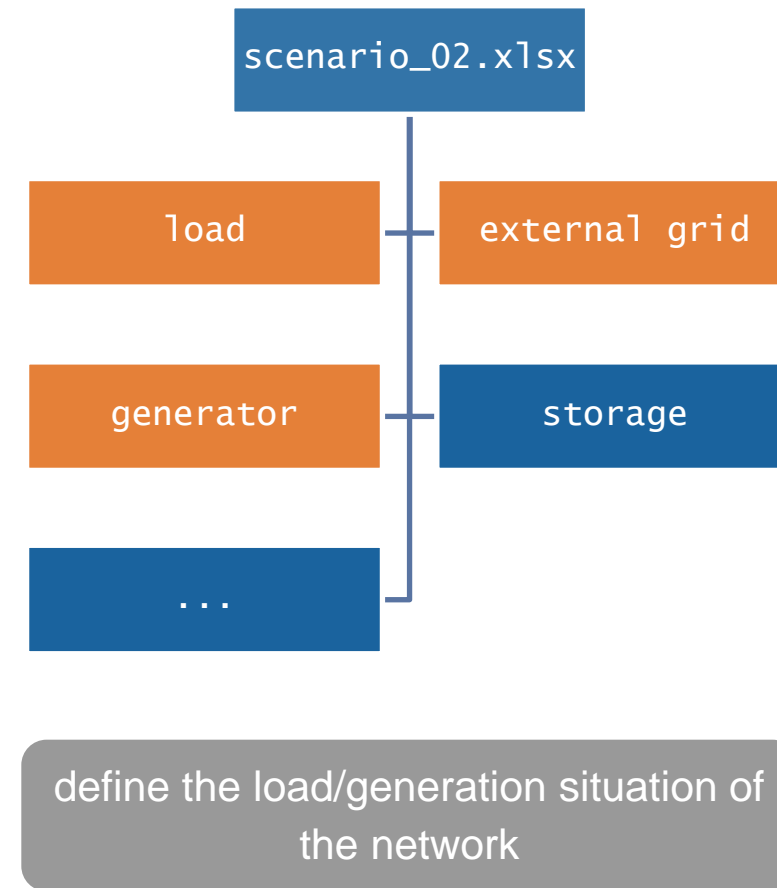 scenario_02.xlsx
load
external grid
generator
storage
...
define the load/generation situation of
the network